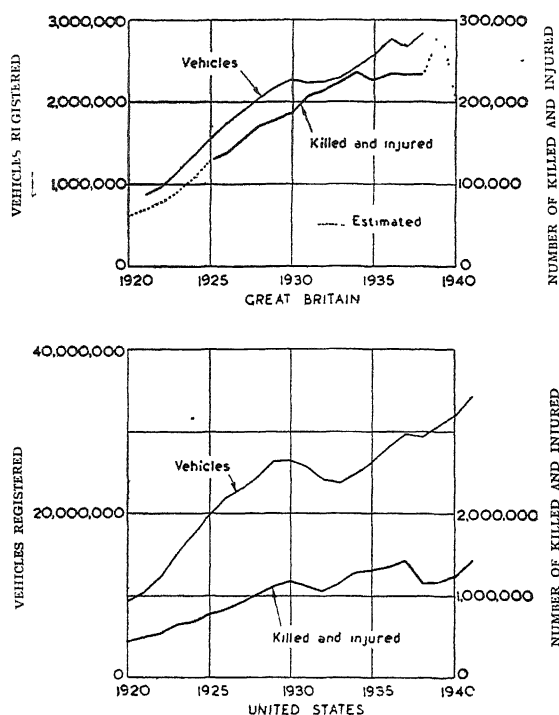 VEHICLES REGISTERED
NUMBER OF KILLED AND INJURED
3,000,000
300,000
Vehicles
2,000,000
200,000
Killed and injured
1,000,000
100,000
Estimated
0
0
1920 1925 1930 1935 1940
GREAT BRITAIN
VEHICLES REGISTERED
NUMBER OF KILLED AND INJURED
40,000,000
Vehicles
20,000,000
2,000,000
1,000,000
Killed and injured
0
0
1920 1925 1930 1935 1940
UNITED STATES